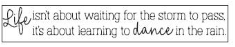 Life isn't about waiting for the storm to pass,
it's about learning to dance in the rain.